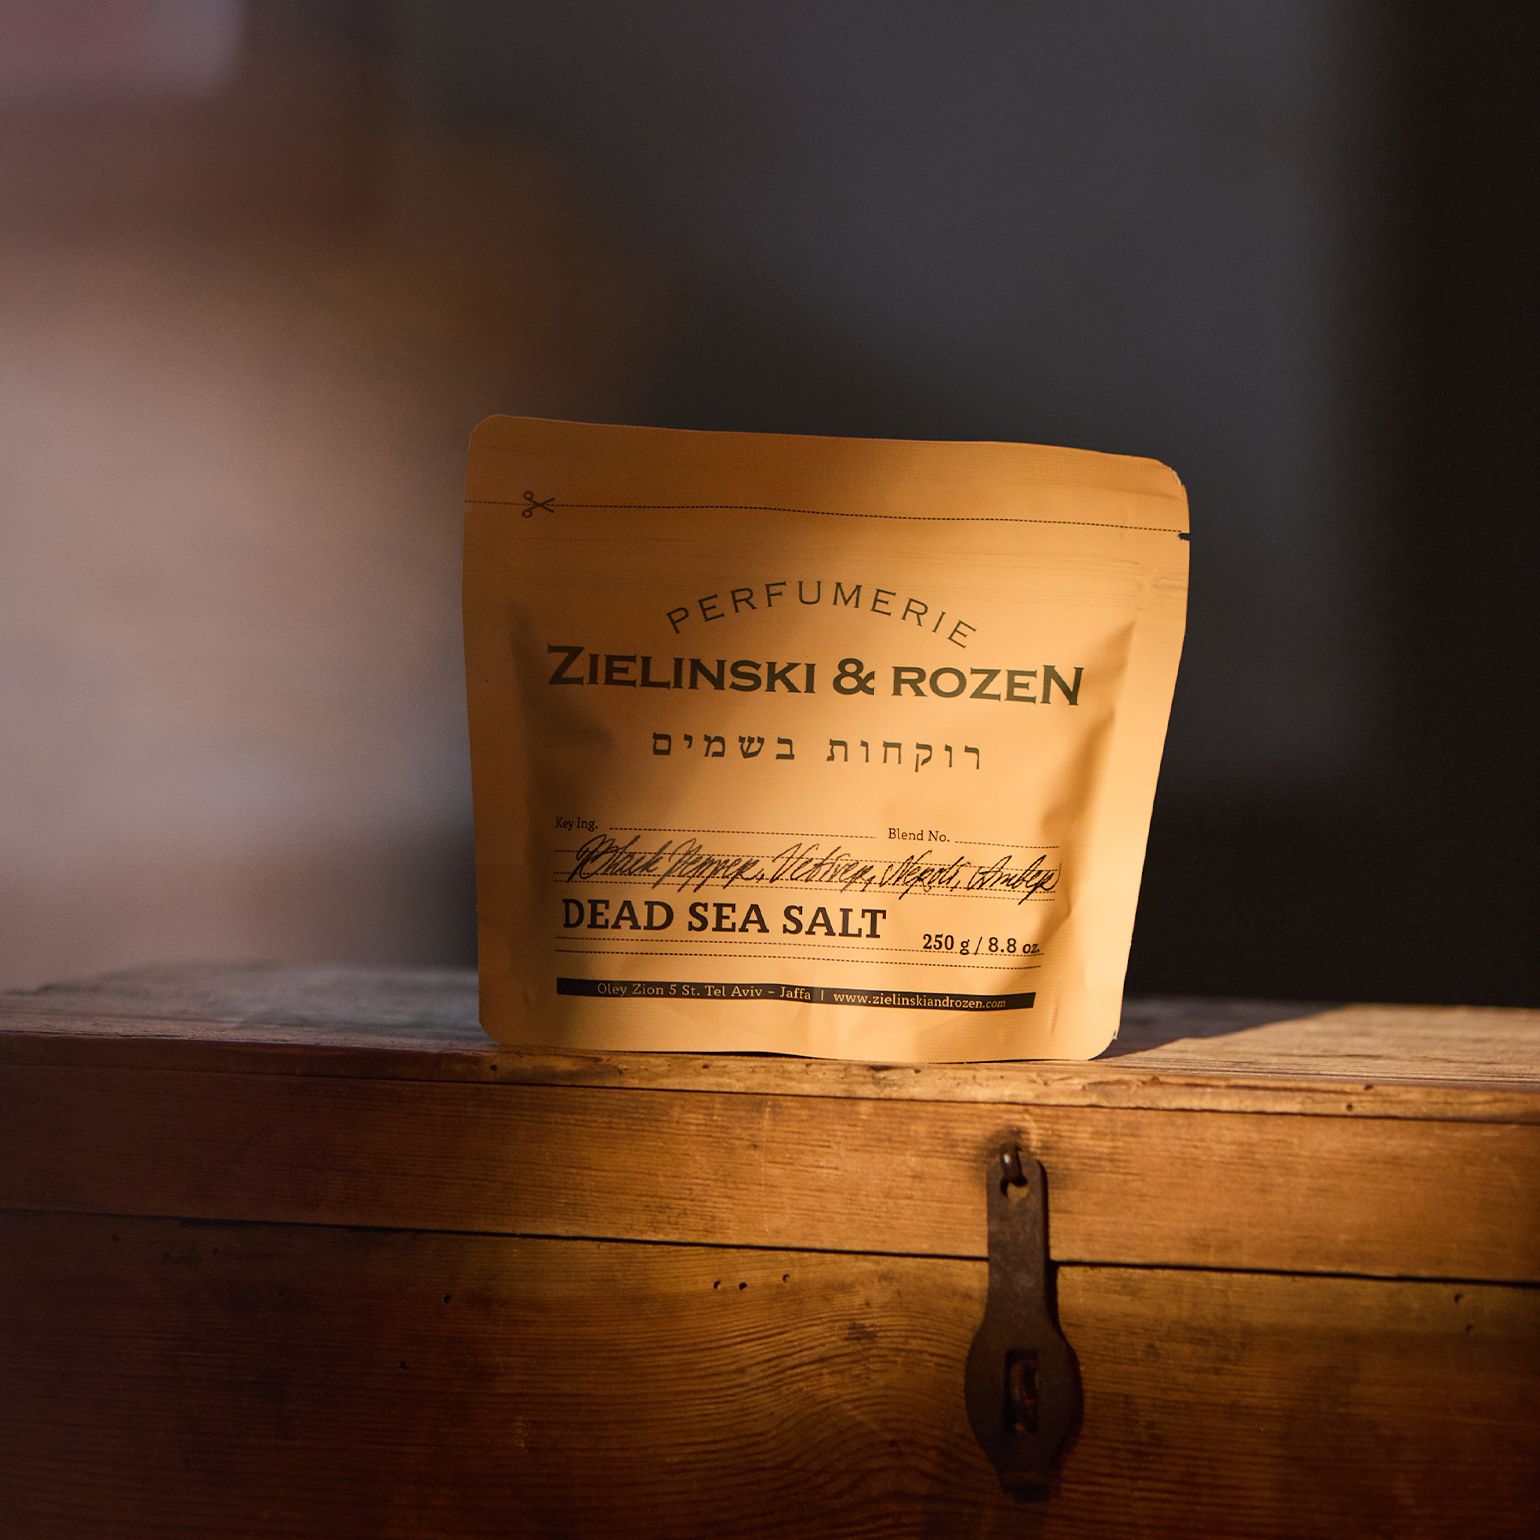 PERFUMERIE
ZIELINSKI & ROZEN
רוקחות בשמים
Key Ing. Blend No.
Black Pepper, Vetiver, Neroli, Amber
DEAD SEA SALT
250 g / 8.8 oz.
Oley Zion 5 St. Tel Aviv - Jaffa | www.zielinskiandrozen.com